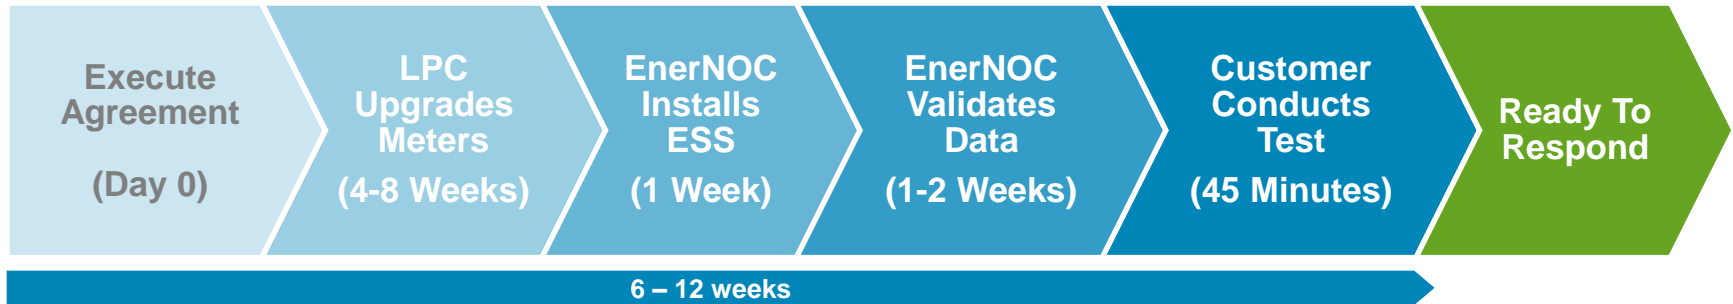 Execute
Agreement
(Day 0)
LPC
Upgrades
Meters
(4-8 Weeks)
EnerNOC
Installs
ESS
(1 Week)
EnerNOC
Validates
Data
(1-2 Weeks)
Customer
Conducts
Test
(45 Minutes)
Ready To
Respond
6 – 12 weeks